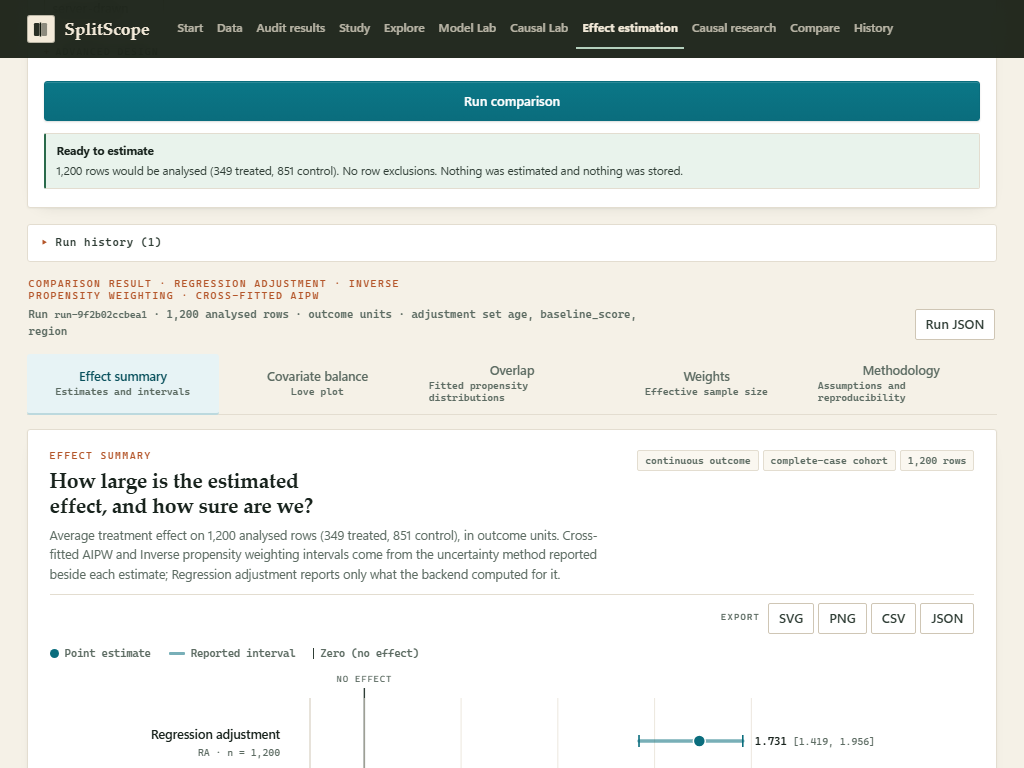 SplitScope
Start Data Audit results Study Explore Model Lab Causal Lab Effect estimation Causal research Compare History
Run comparison
Ready to estimate
1,200 rows would be analysed (349 treated, 851 control). No row exclusions. Nothing was estimated and nothing was stored.
▸ Run history (1)
COMPARISON RESULT · REGRESSION ADJUSTMENT · INVERSE
PROPENSITY WEIGHTING · CROSS-FITTED AIPW
Run run-9f2b02ccbea1 · 1,200 analysed rows · outcome units · adjustment set age, baseline_score,
region
Run JSON
Effect summary
Estimates and intervals
Covariate balance
Love plot
Overlap
Fitted propensity
distributions
Weights
Effective sample size
Methodology
Assumptions and
reproducibility
EFFECT SUMMARY
How large is the estimated
effect, and how sure are we?
continuous outcome
complete-case cohort
1,200 rows
Average treatment effect on 1,200 analysed rows (349 treated, 851 control), in outcome units. Cross-
fitted AIPW and Inverse propensity weighting intervals come from the uncertainty method reported
beside each estimate; Regression adjustment reports only what the backend computed for it.
EXPORT SVG PNG CSV JSON
Point estimate Reported interval Zero (no effect)
NO EFFECT
Regression adjustment
RA · n = 1,200
1.731 [1.419, 1.956]